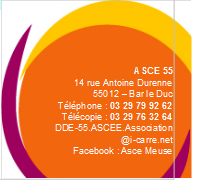 A SCE 55
14 rue Antoine Durenne
55012 – Bar le Duc
Téléphone : 03 29 79 92 62
Télécopie : 03 29 76 32 64
DDE-55.ASCEE.Association
@i-carre.net
Facebook : Asce Meuse